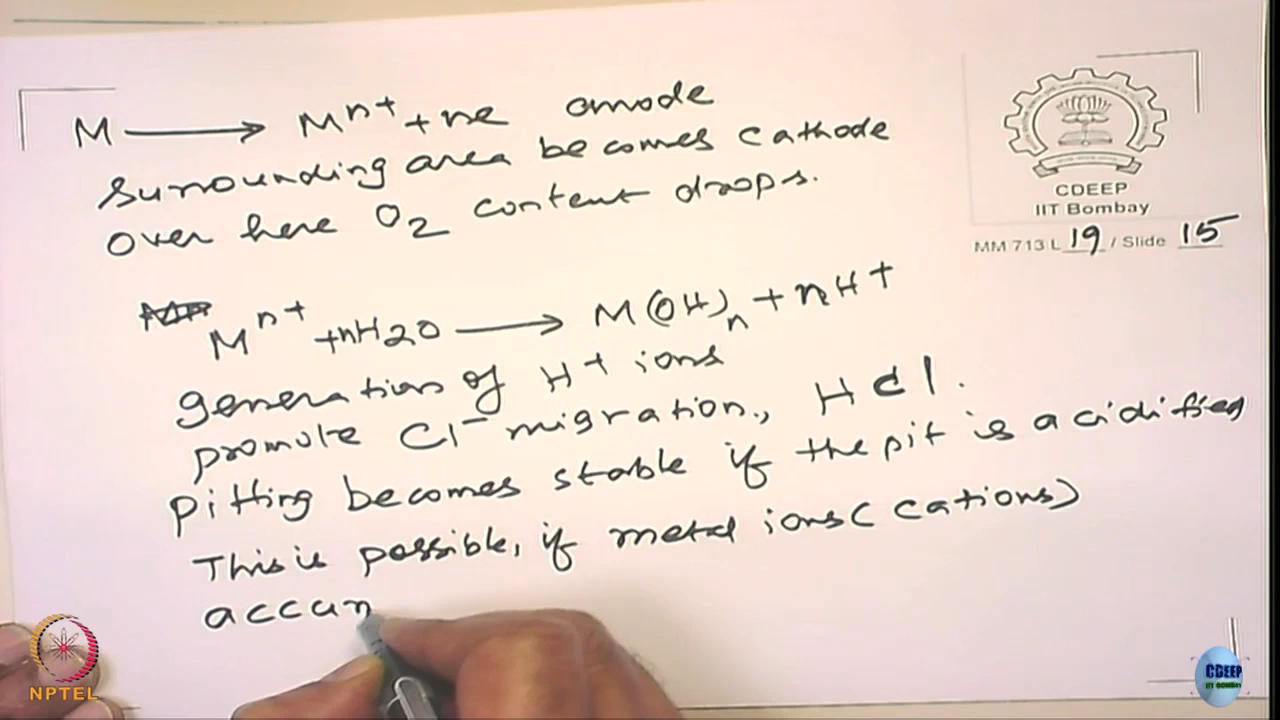 M ⟶ Mn+ + ne anode
Surrounding area becomes cathode
over here O2 content drops.
Mn+ + nH2O ⟶ M(OH)n + nH+
generation of H+ ions
promote Cl- migration., HCl.
Pitting becomes stable if the pit is acidified
This is possible, if metal ions (cations)
accum
CDEEP
IIT Bombay
MM 713 L 19 / Slide 15
NPTEL
CDEEP
IIT BOMBAY